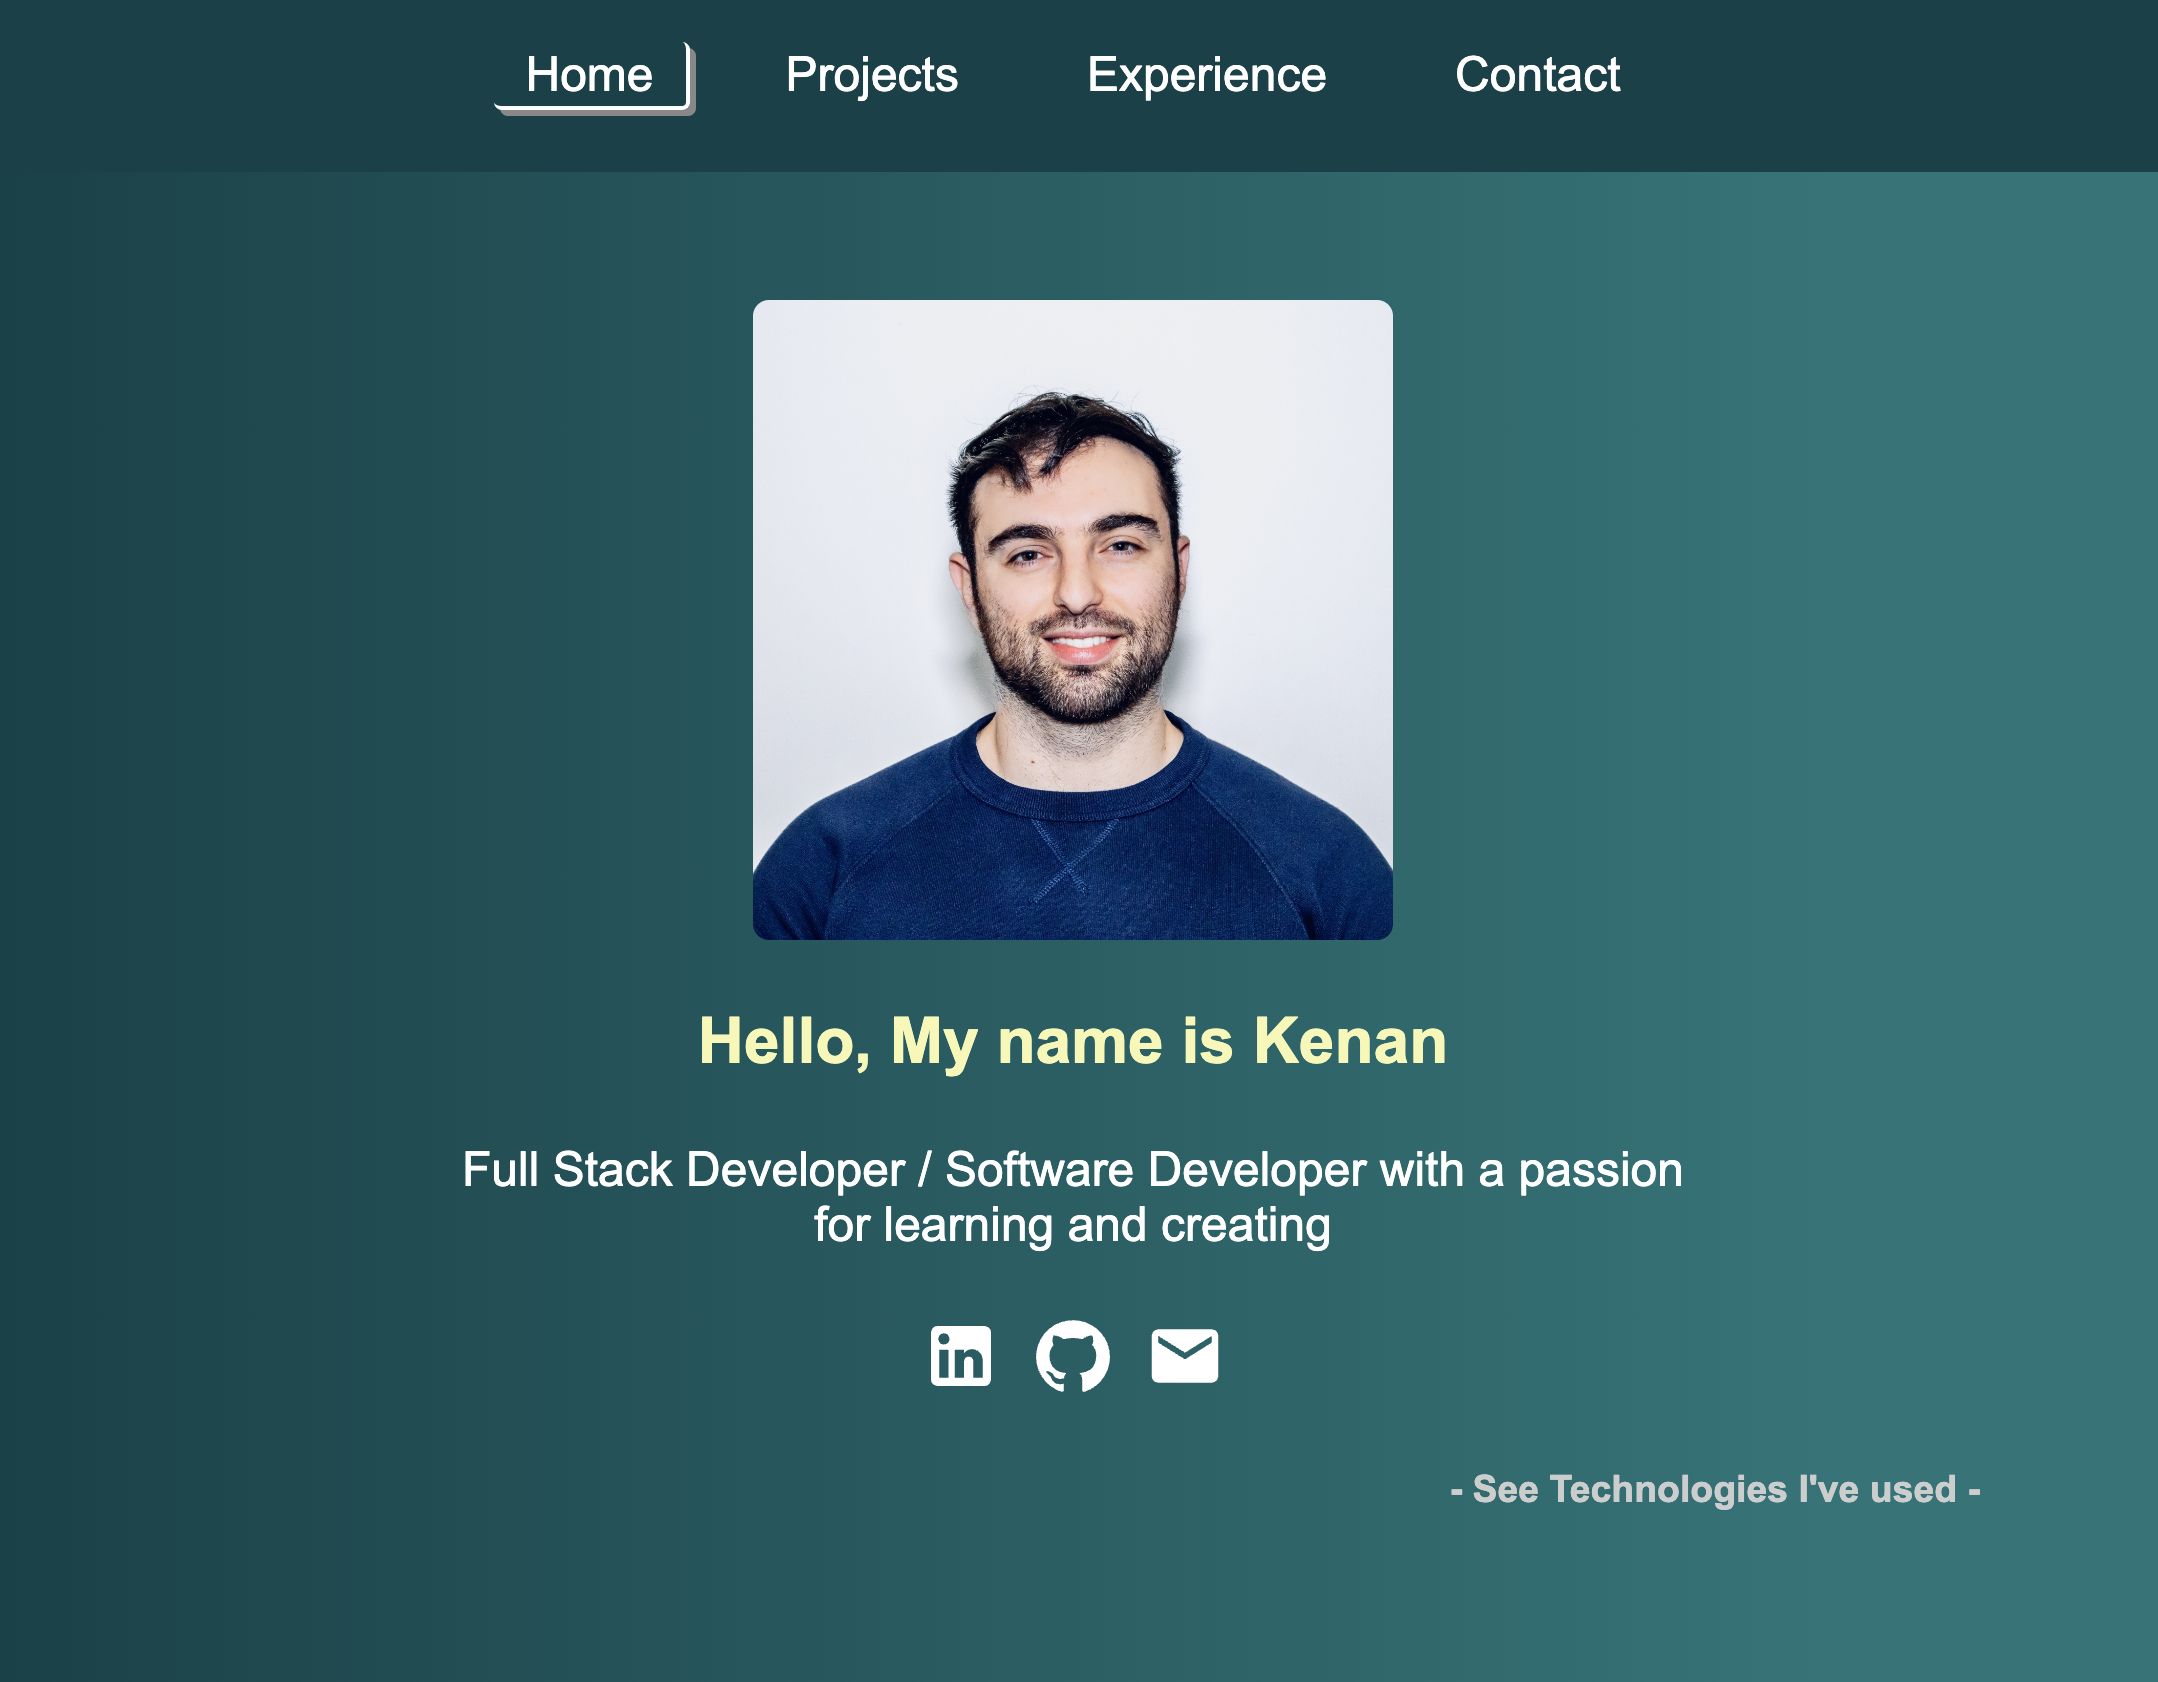 Home
Projects
Experience
Contact
Hello, My name is Kenan
Full Stack Developer / Software Developer with a passion
for learning and creating
in
- See Technologies I've used -